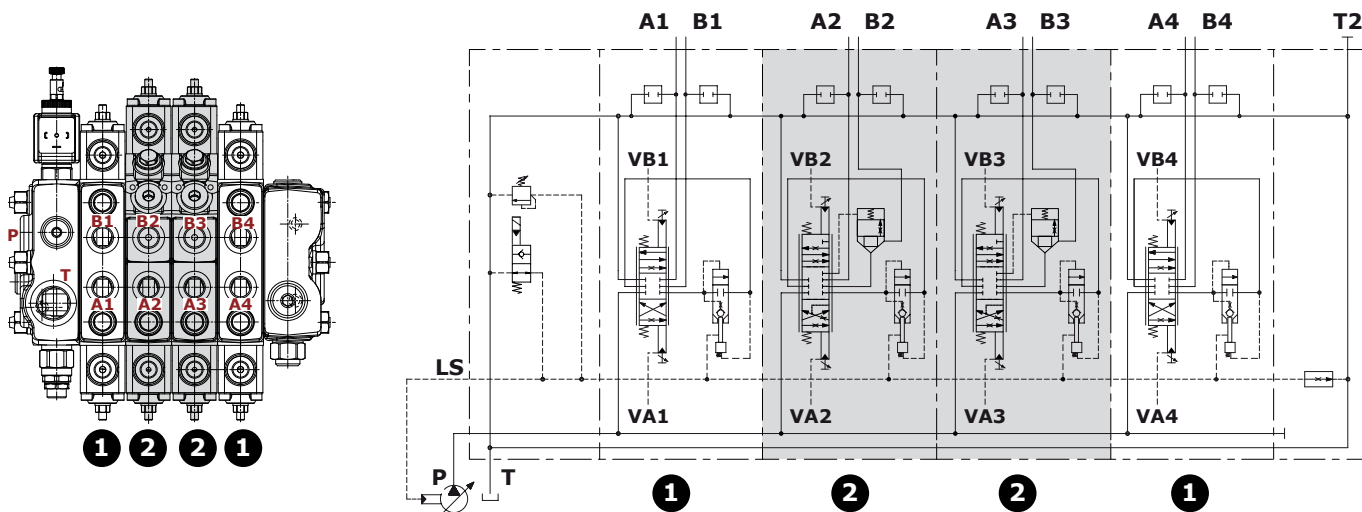 A1 B1 A2 B2 A3 B3 A4 B4 T2
VB1 VB2 VB3 VB4
B1 B2 B3 B4
P
T
A1 A2 A3 A4
LS
VA1 VA2 VA3 VA4
1 2 2 1
P T
1 2 2 1